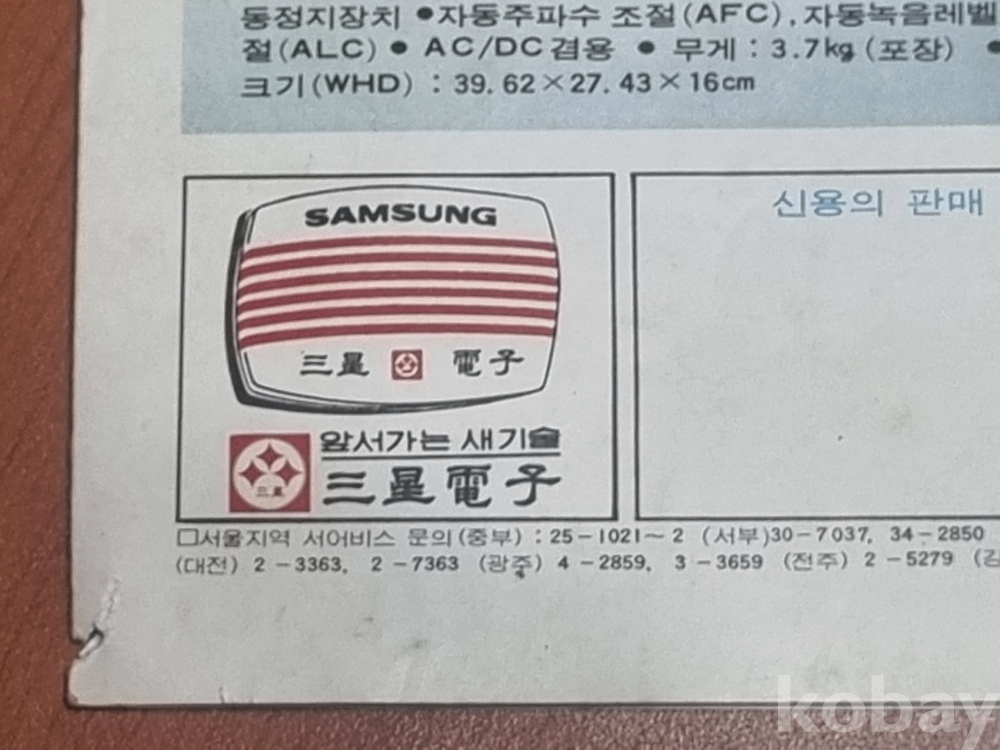 동정지장치 ●자동주파수 조절(AFC), 자동녹음레벨
절(ALC) ● AC/DC겸용 ● 무게 : 3.7kg (포장) ●
크기(WHD) : 39.62×27.43×16cm
SAMSUNG
三星 電子
앞서가는 새기술
三星
三星電子
신용의 판매
□서울지역 서어비스 문의(중부) : 25-1021~2 (서부)30-7037, 34-2850
(대전) 2-3363, 2-7363 (광주) 4-2859, 3-3659 (전주) 2-5279
kobay